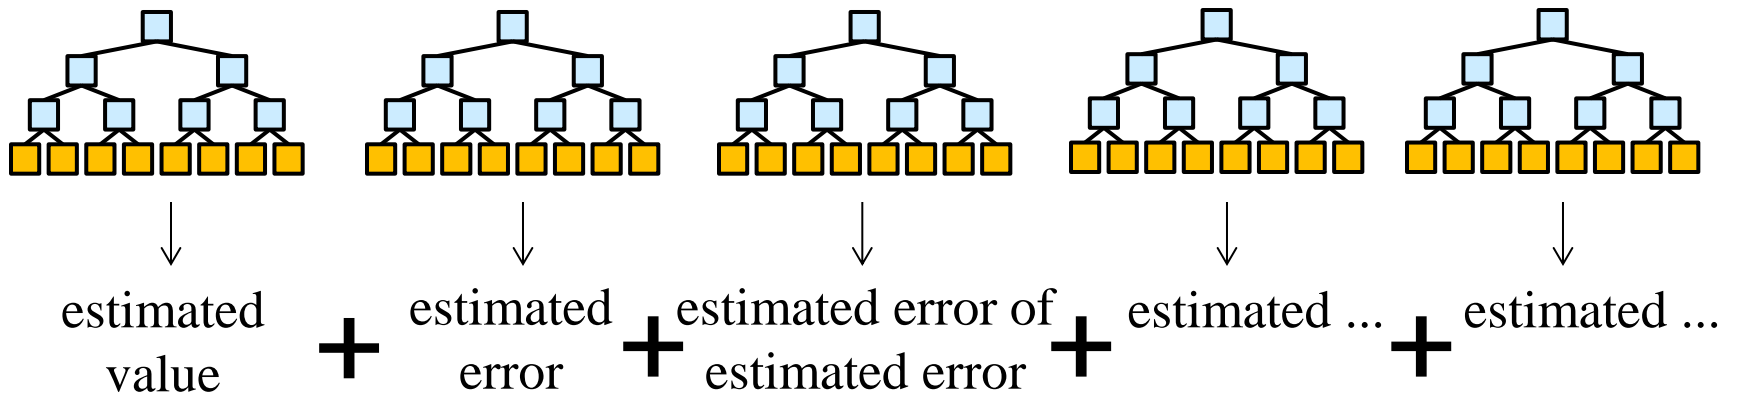 estimated
value
+
estimated
error
+
estimated error of
estimated error
+
estimated ...
+
estimated ...